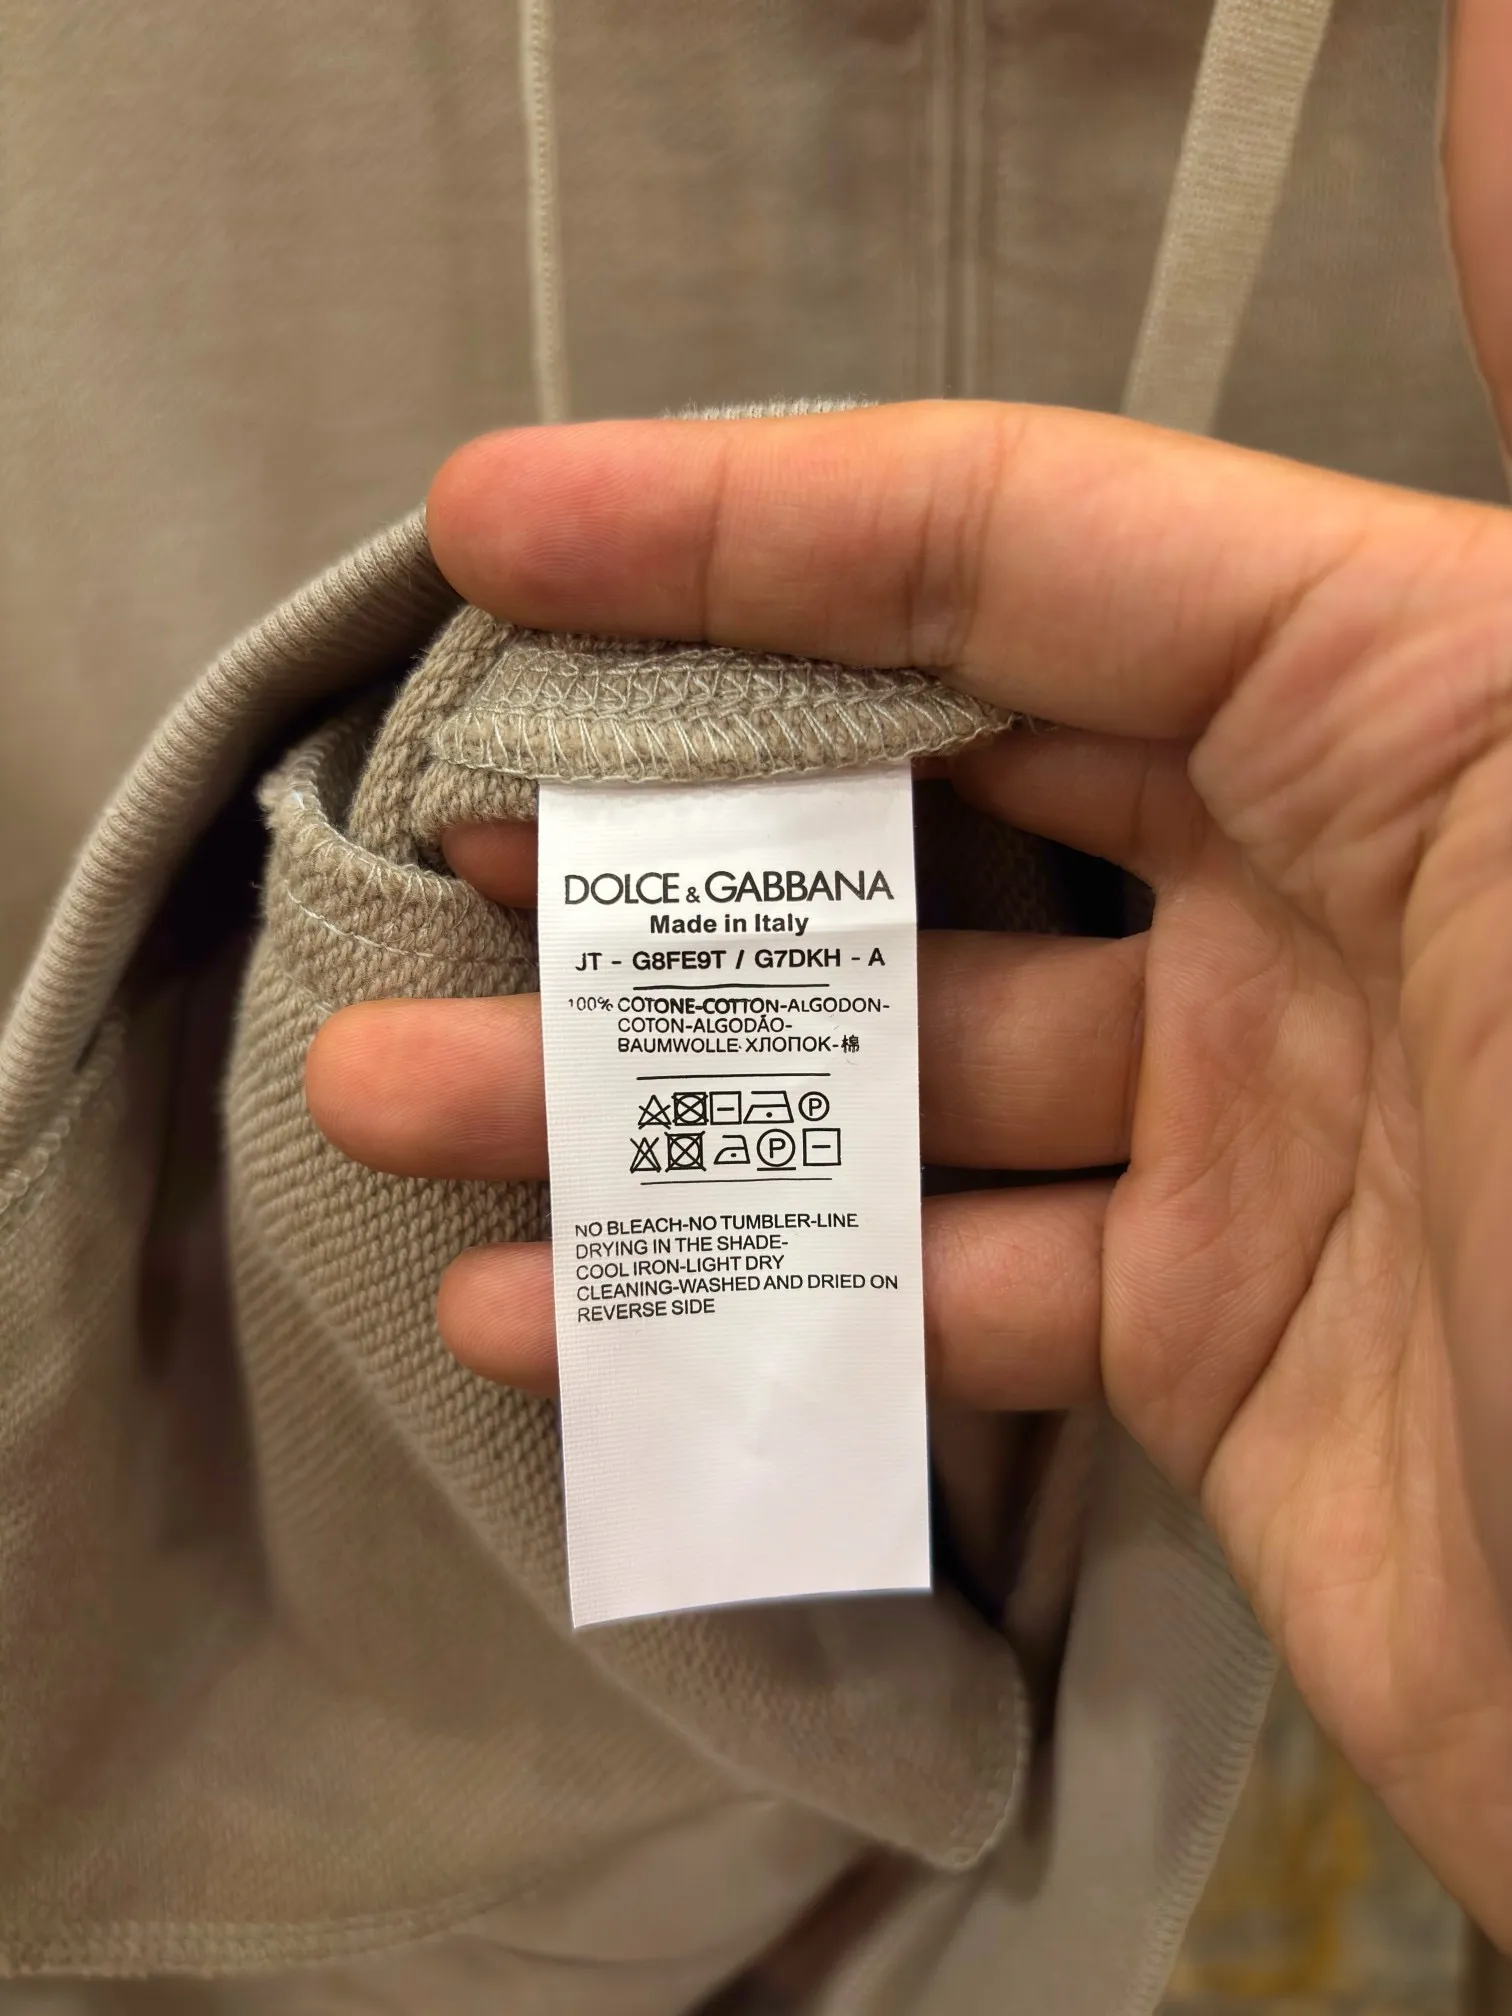 DOLCE & GABBANA
Made in Italy
JT - G8FE9T / G7DKH - A
100% COTONE-COTTON-ALGODON-
COTON-ALGODÃO-
BAUMWOLLE-ХЛОПОК-棉
P
P
NO BLEACH-NO TUMBLER-LINE
DRYING IN THE SHADE-
COOL IRON-LIGHT DRY
CLEANING-WASHED AND DRIED ON
REVERSE SIDE